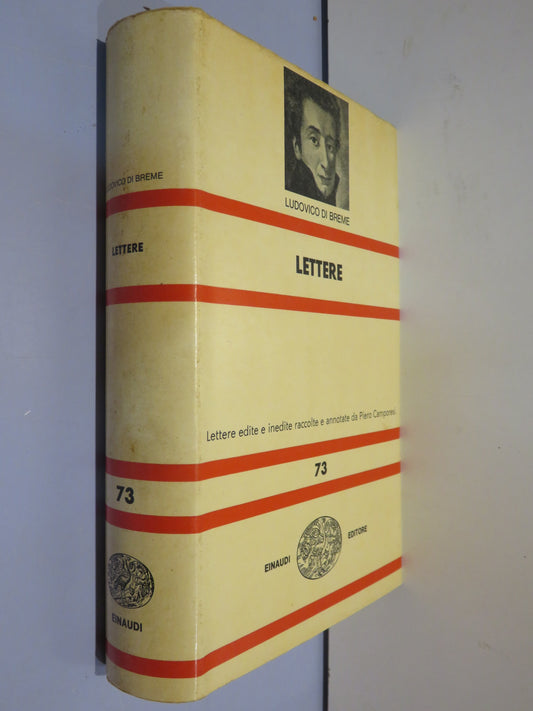 LUDOVICO DI BREME
LETTERE
73
EINAUDI
LUDOVICO DI BREME
LETTERE
Lettere edite e inedite raccolte e annotate da Piero Camporesi
73
EINAUDI
EDITORE